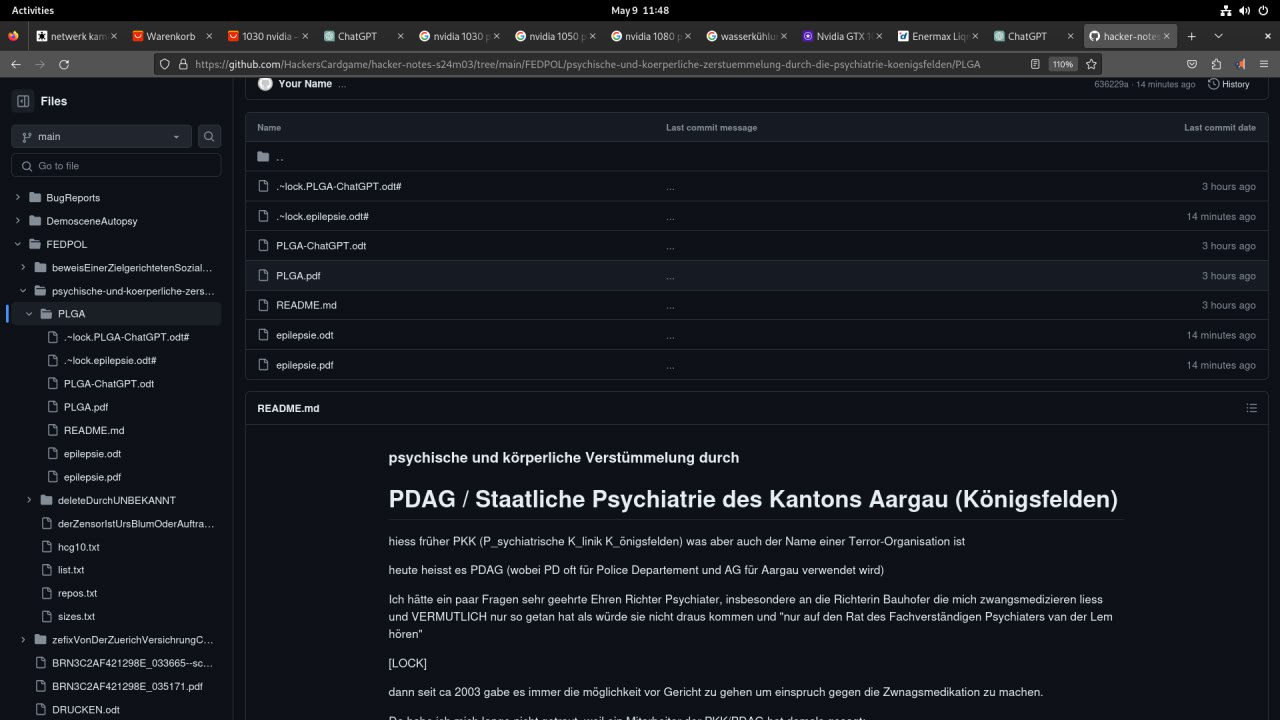 Activities
May 9 11:48
netwerk kam
Warenkorb
1030 nvidia -
ChatGPT
nvidia 1030 p
nvidia 1050 p
nvidia 1080 p
wasserkühlu
Nvidia GTX 1
Enermax Liq
ChatGPT
hacker-notes
https://github.com/HackersCardgame/hacker-notes-s24m03/tree/main/FEDPOL/psychische-und-koerperliche-zerstuemmelung-durch-die-psychiatrie-koenigsfelden/PLGA
110%
Files
main
Go to file
BugReports
DemosceneAutopsy
FEDPOL
beweisEinerZielgerichtetenSozial...
psychische-und-koerperliche-zers...
PLGA
.~lock.PLGA-ChatGPT.odt#
.~lock.epilepsie.odt#
PLGA-ChatGPT.odt
PLGA.pdf
README.md
epilepsie.odt
epilepsie.pdf
deleteDurchUNBEKANNT
derZensorIstUrsBlumOderAuftra...
hcg10.txt
list.txt
repos.txt
sizes.txt
zefixVonDerZuerichVersichrungC...
BRN3C2AF421298E_033665--sc...
BRN3C2AF421298E_035171.pdf
DRUCKEN.odt
Your Name ...
636229a · 14 minutes ago
History
Name Last commit message Last commit date
..
.~lock.PLGA-ChatGPT.odt# ... 3 hours ago
.~lock.epilepsie.odt# ... 14 minutes ago
PLGA-ChatGPT.odt ... 3 hours ago
PLGA.pdf ... 3 hours ago
README.md ... 3 hours ago
epilepsie.odt ... 14 minutes ago
epilepsie.pdf ... 14 minutes ago
README.md
psychische und körperliche Verstümmelung durch
PDAG / Staatliche Psychiatrie des Kantons Aargau (Königsfelden)
hiess früher PKK (P_sychiatrische K_linik K_önigsfelden) was aber auch der Name einer Terror-Organisation ist
heute heisst es PDAG (wobei PD oft für Police Departement und AG für Aargau verwendet wird)
Ich hätte ein paar Fragen sehr geehrte Ehren Richter Psychiater, insbesondere an die Richterin Bauhofer die mich zwangsmedizieren liess
und VERMUTLICH nur so getan hat als würde sie nicht draus kommen und "nur auf den Rat des Fachverständigen Psychiaters van der Lem
hören"
[LOCK]
dann seit ca 2003 gabe es immer die möglichkeit vor Gericht zu gehen um einspruch gegen die Zwnagsmedikation zu machen.